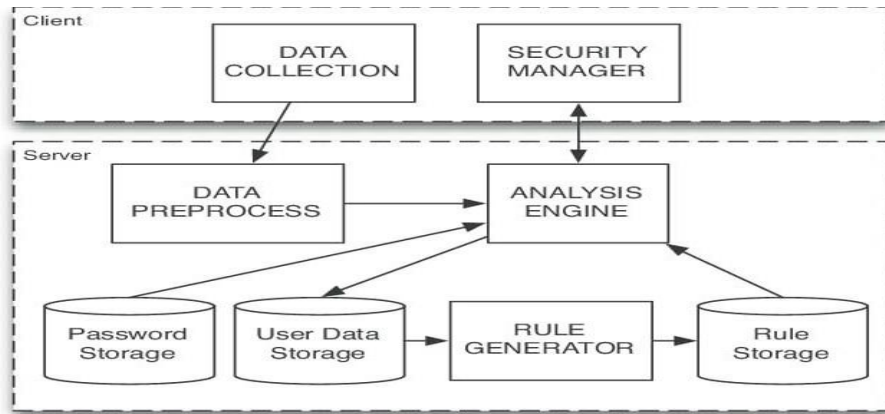 Client
DATA
COLLECTION
SECURITY
MANAGER
Server
DATA
PREPROCESS
ANALYSIS
ENGINE
Password
Storage
User Data
Storage
RULE
GENERATOR
Rule
Storage